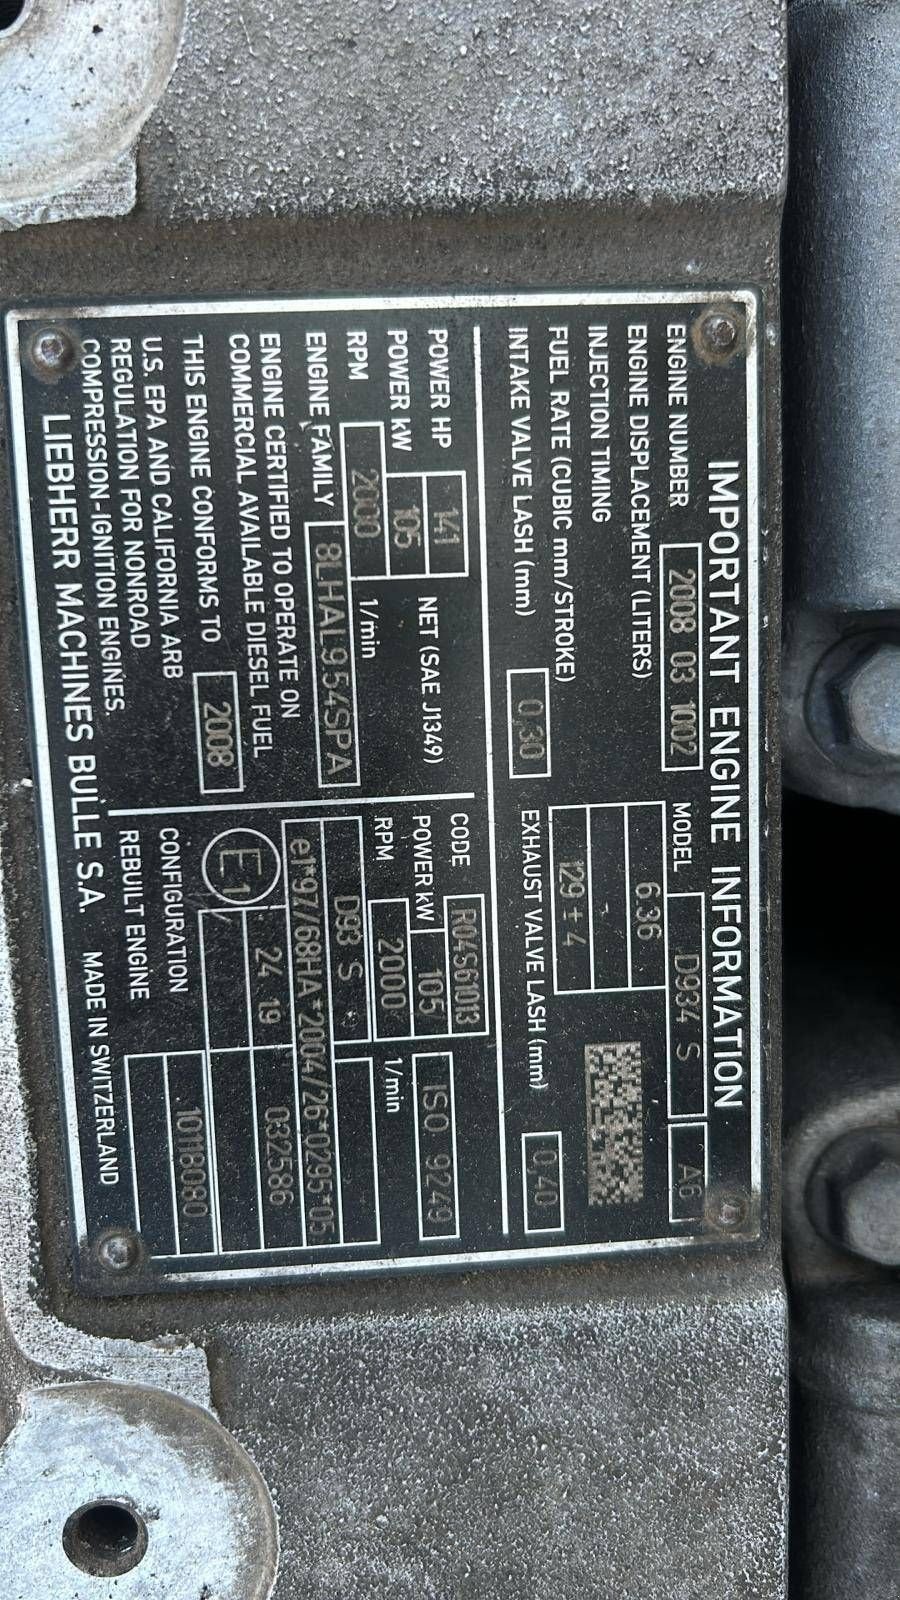 IMPORTANT ENGINE INFORMATION
ENGINE NUMBER 2008 03 1002 MODEL D934 S A6
ENGINE DISPLACEMENT (LITERS) 6.36
INJECTION TIMING
FUEL RATE (CUBIC mm/STROKE) 129 ± 4
INTAKE VALVE LASH (mm) 0,30 EXHAUST VALVE LASH (mm) 0,40
POWER HP 141 NET (SAE J1349)
POWER kW 105
RPM 2000 1/min
ENGINE FAMILY 8LHAL954SPA
ENGINE CERTIFIED TO OPERATE ON
COMMERCIAL AVAILABLE DIESEL FUEL
THIS ENGINE CONFORMS TO 2008
U.S. EPA AND CALIFORNIA ARB
REGULATION FOR NONROAD
COMPRESSION-IGNITION ENGINES.
CODE R04S61013
POWER kW 105 ISO 9249
RPM 2000 1/min
D93 S
e1*97/68HA*2004/26*0295*05
E1 24 19 032586
CONFIGURATION 10118080
REBUILT ENGINE
LIEBHERR MACHINES BULLE S.A. MADE IN SWITZERLAND